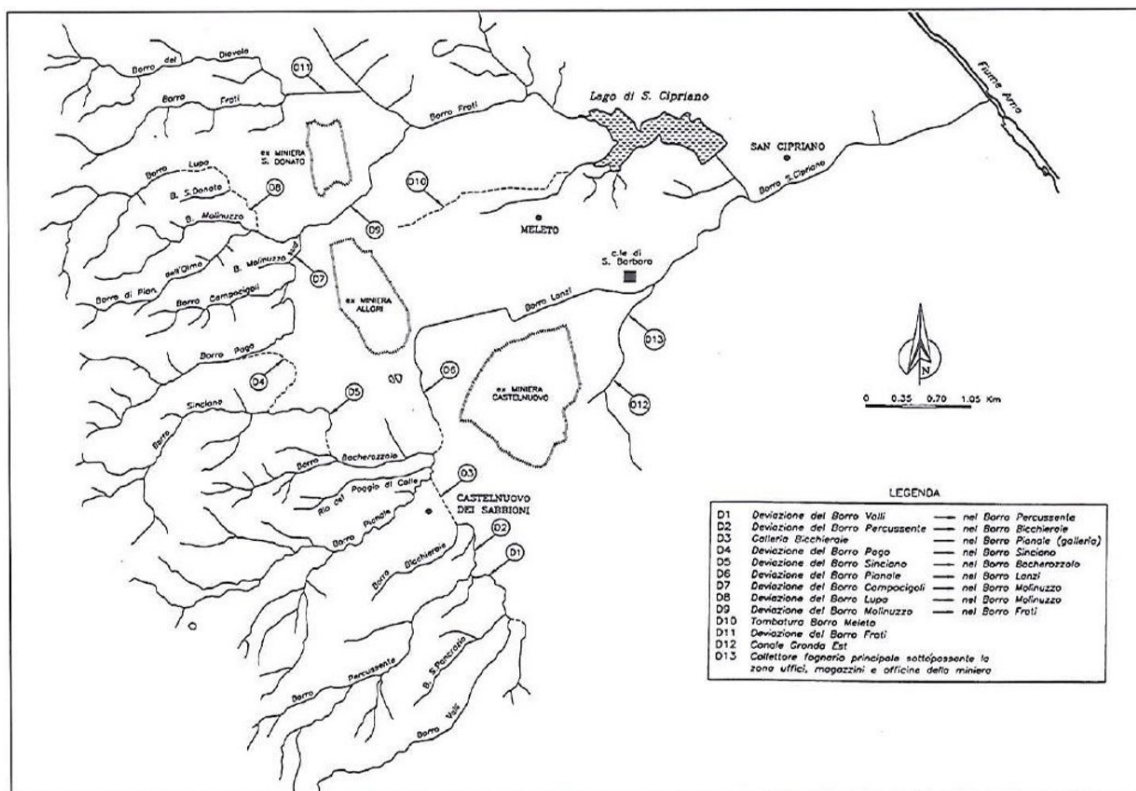 Borro del Diavolo
D11
Borro Frati
Borro Frati
Lago di S. Cipriano
Fiume Arno
SAN CIPRIANO
Borro S.Cipriano
ex MINIERA
S. DONATO
Borro Lupo
B. S.Donato
D8
D10
B. Molinuzzo
D9
MELETO
c.le di
S. Barbara
B. Molinuzzo
D7
Borro di Pian dell'Olmo
Borro Campocigoli
ex MINIERA
ALLORI
Borro Lanzi
D13
Borro Pago
D4
D5
D6
ex MINIERA
CASTELNUOVO
D12
N
0 0.35 0.70 1.05 Km
Borro Sinciano
Borro Bacherozzolo
D3
Rio del Poggio di Colle
CASTELNUOVO
DEI SABBIONI
Borro Pianale
D2
D1
Borro Bicchieraie
Borro Percussente
B. S.Pancrazio
Borro Valli
LEGENDA
D1 Deviazione del Borro Valli nel Borro Percussente
D2 Deviazione del Borro Percussente nel Borro Bicchieraie
D3 Galleria Bicchieraie nel Borro Pianale (galleria)
D4 Deviazione del Borro Pago nel Borro Sinciano
D5 Deviazione del Borro Sinciano nel Borro Bacherozzolo
D6 Deviazione del Borro Pianale nel Borro Lanzi
D7 Deviazione del Borro Campocigoli nel Borro Molinuzzo
D8 Deviazione del Borro Lupo nel Borro Molinuzzo
D9 Deviazione del Borro Molinuzzo nel Borro Frati
D10 Tombatura Borro Meleto
D11 Deviazione del Borro Frati
D12 Canale Gronda Est
D13 Collettore fognario principale sottopassante la
zona uffici, magazzini e officine della miniera